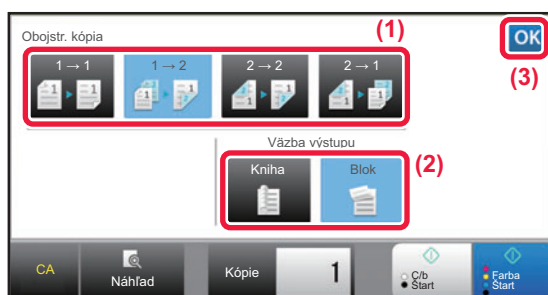 Obojstr. kópia
(1)
OK
1 → 1
1 → 2
2 → 2
2 → 1
(3)
Väzba výstupu
Kniha
Blok
(2)
CA
Náhľad
Kópie
1
Č/b
Štart
Farba
Štart